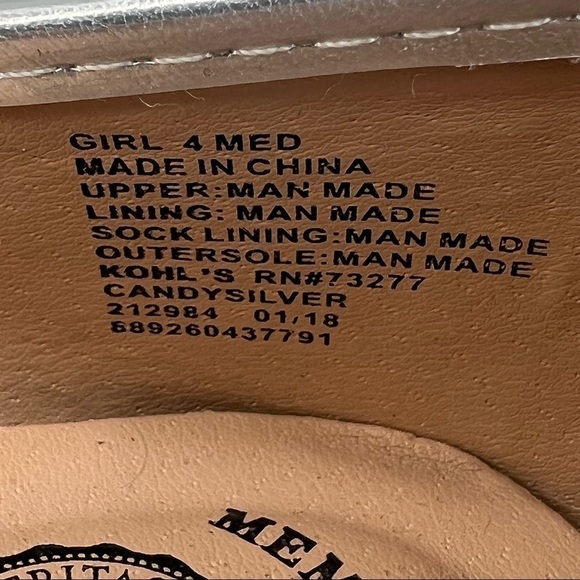 GIRL 4 MED
MADE IN CHINA
UPPER:MAN MADE
LINING: MAN MADE
SOCK LINING:MAN MADE
OUTERSOLE:MAN MADE
KOHL'S RN#73277
CANDYSILVER
212984 01/18
689260437791